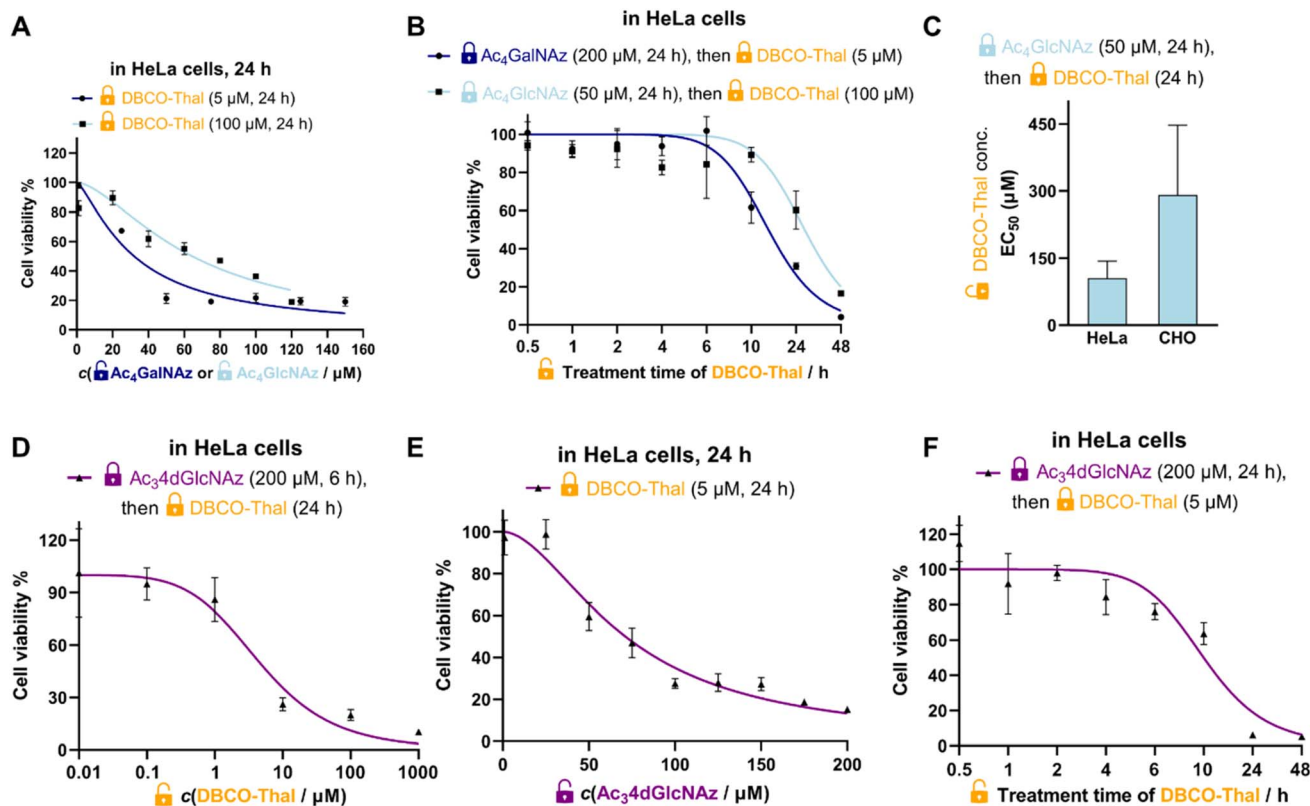 A
in HeLa cells, 24 h
DBCO-Thal (5 μM, 24 h)
DBCO-Thal (100 μM, 24 h)
Cell viability %
120
100
80
60
40
20
0
0 20 40 60 80 100 120 140 160
c(Ac₄GalNAz or Ac₄GlcNAz / μM)
B
in HeLa cells
Ac₄GalNAz (200 μM, 24 h), then DBCO-Thal (5 μM)
Ac₄GlcNAz (50 μM, 24 h), then DBCO-Thal (100 μM)
Cell viability %
100
80
60
40
20
0
0.5 1 2 4 6 10 24 48
Treatment time of DBCO-Thal / h
C
Ac₄GlcNAz (50 μM, 24 h),
then DBCO-Thal (24 h)
DBCO-Thal conc.
EC₅₀ (μM)
450
300
150
0
HeLa CHO
D
in HeLa cells
Ac₃4dGlcNAz (200 μM, 6 h),
then DBCO-Thal (24 h)
Cell viability %
120
90
60
30
0
0.01 0.1 1 10 100 1000
c(DBCO-Thal / μM)
E
in HeLa cells, 24 h
DBCO-Thal (5 μM, 24 h)
Cell viability %
100
80
60
40
20
0
0 50 100 150 200
c(Ac₃4dGlcNAz / μM)
F
in HeLa cells
Ac₃4dGlcNAz (200 μM, 24 h),
then DBCO-Thal (5 μM)
Cell viability %
120
100
80
60
40
20
0
0.5 1 2 4 6 10 24 48
Treatment time of DBCO-Thal / h